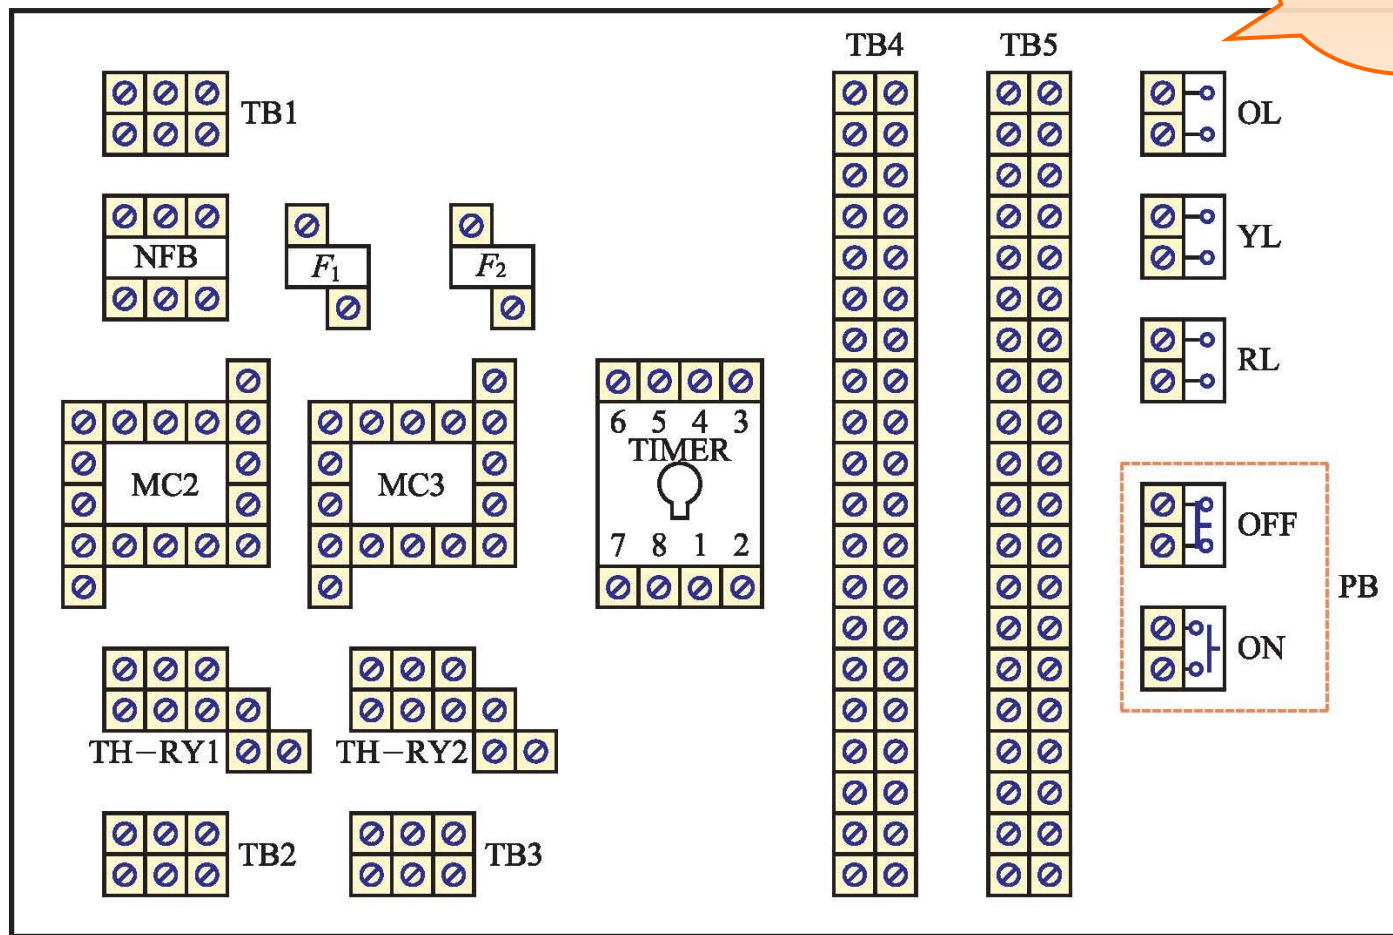 TB4 TB5
TB1
OL
NFB
F1
F2
YL
RL
6 5 4 3
TIMER
MC2
MC3
7 8 1 2
OFF
PB
ON
TH-RY1
TH-RY2
TB2
TB3